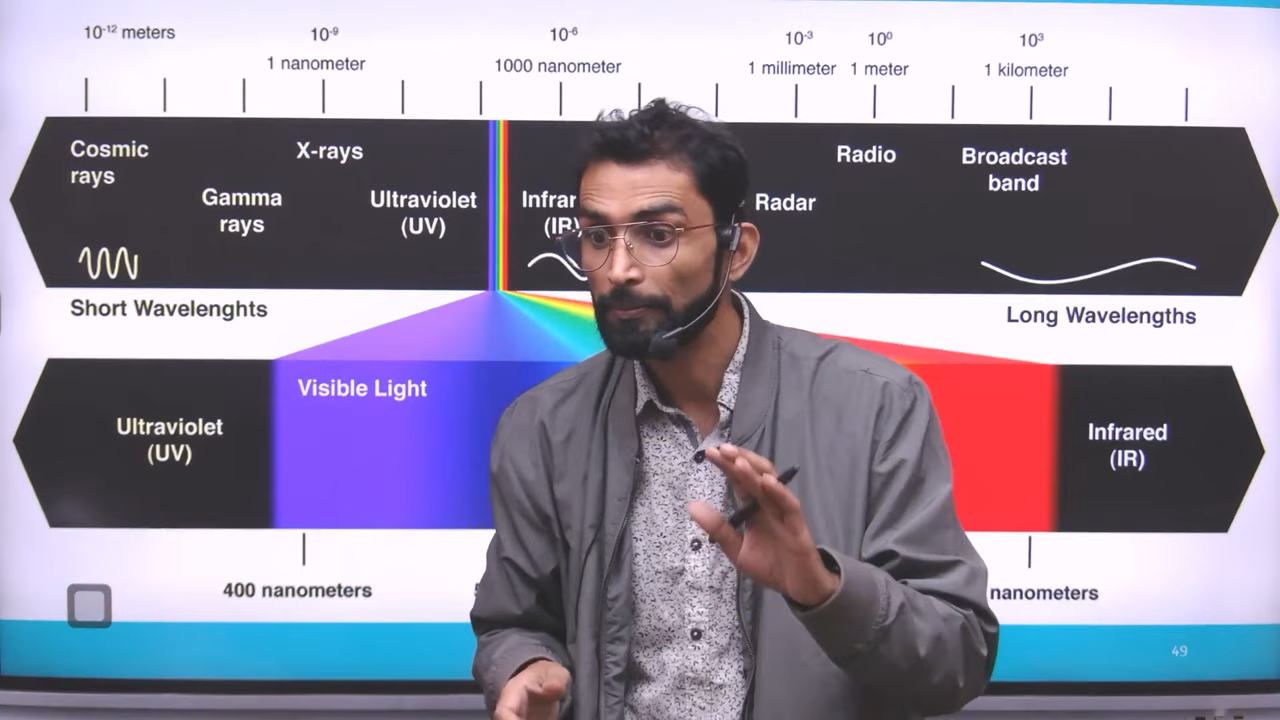 10⁻¹² meters
10⁻⁹
10⁻⁶
10⁻³
10⁰
10³
1 nanometer
1000 nanometer
1 millimeter
1 meter
1 kilometer
Cosmic
rays
X-rays
Radio
Broadcast
band
Gamma
rays
Ultraviolet
(UV)
Infrar
(IR)
Radar
Short Wavelenghts
Long Wavelengths
Visible Light
Ultraviolet
(UV)
Infrared
(IR)
400 nanometers
nanometers
49